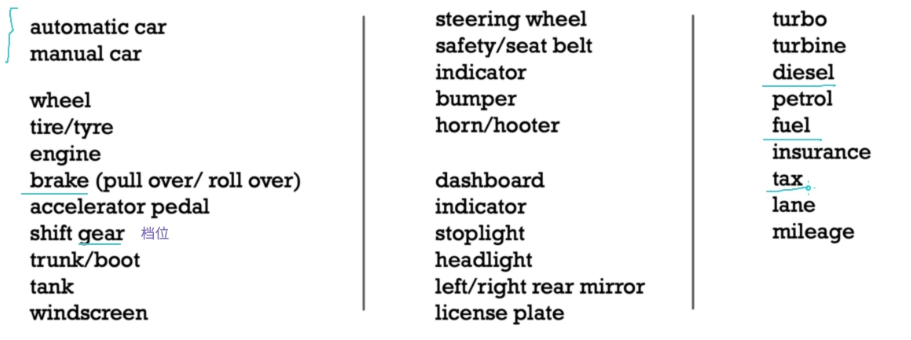 automatic car
manual car
wheel
tire/tyre
engine
brake (pull over/ roll over)
accelerator pedal
shift gear 档位
trunk/boot
tank
windscreen
steering wheel
safety/seat belt
indicator
bumper
horn/hooter
dashboard
indicator
stoplight
headlight
left/right rear mirror
license plate
turbo
turbine
diesel
petrol
fuel
insurance
tax
lane
mileage